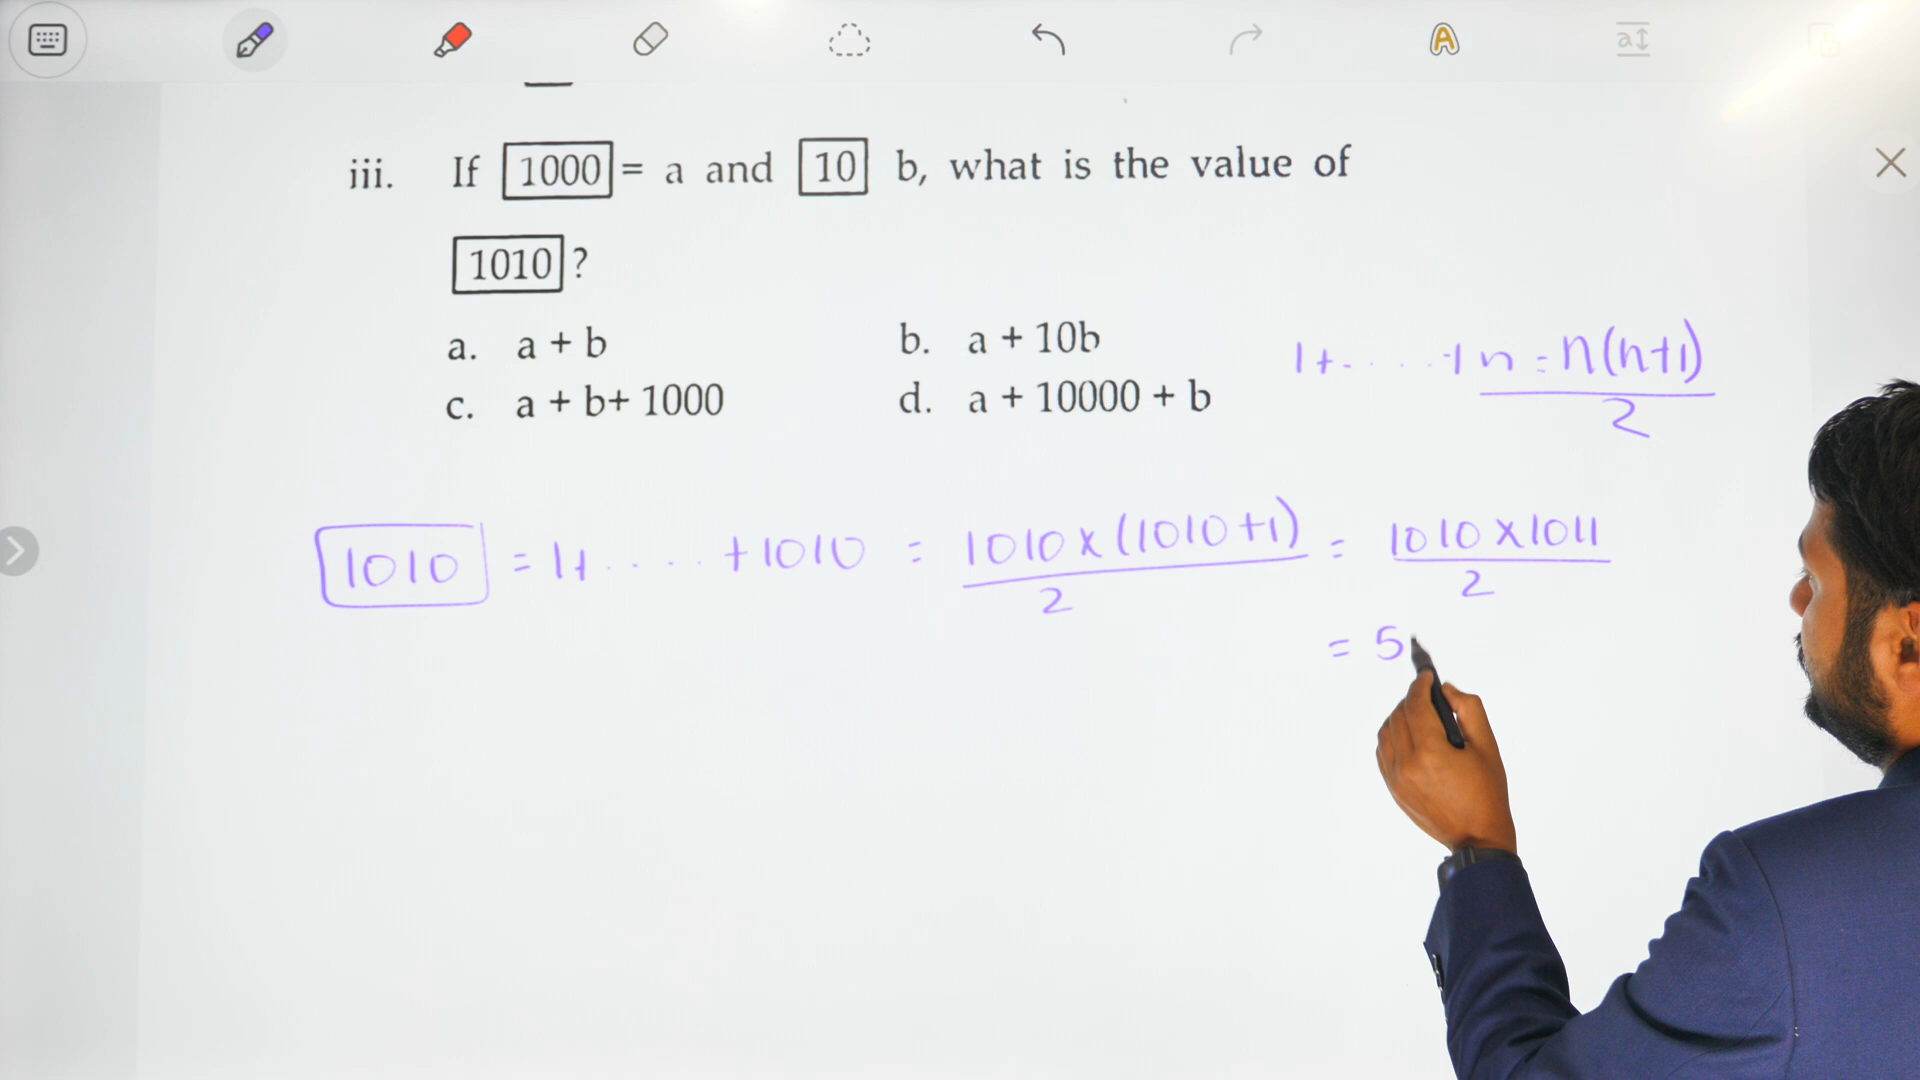 iii. If 1000 = a and 10 b, what is the value of
1010 ?
a. a + b
b. a + 10b
c. a + b+ 1000
d. a + 10000 + b
1+.....+n = n(n+1)
2
1010 = 1+.....+1010 = 1010×(1010+1) = 1010×1011
2 2
= 5